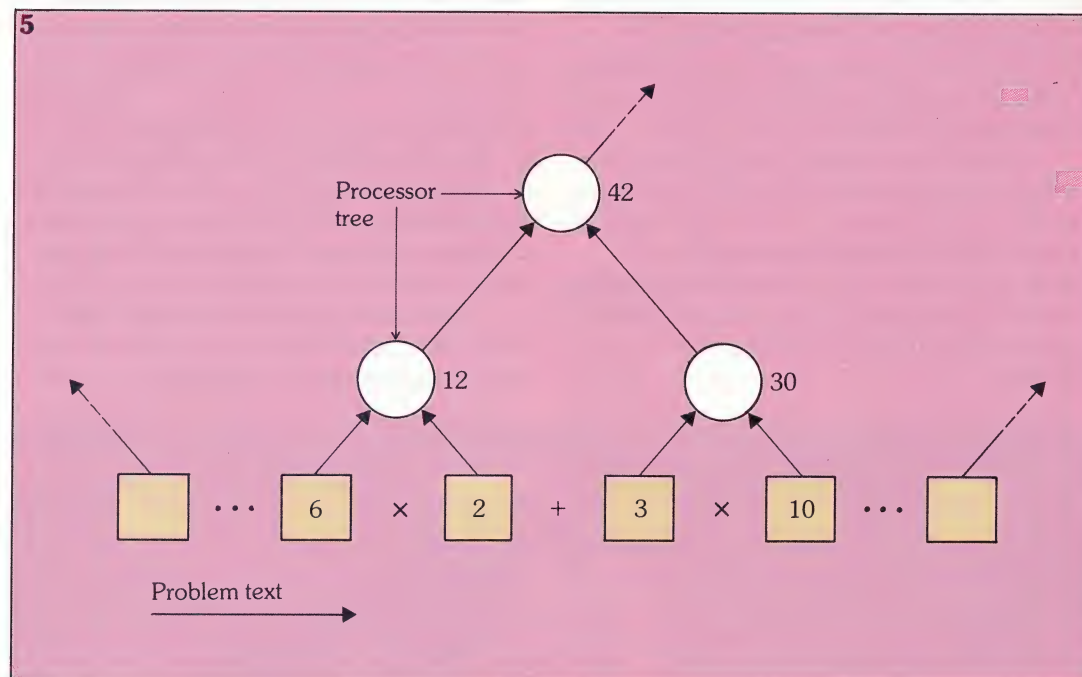 5
42
Processor
tree
12
30
... 6 × 2 + 3 × 10 ...
Problem text